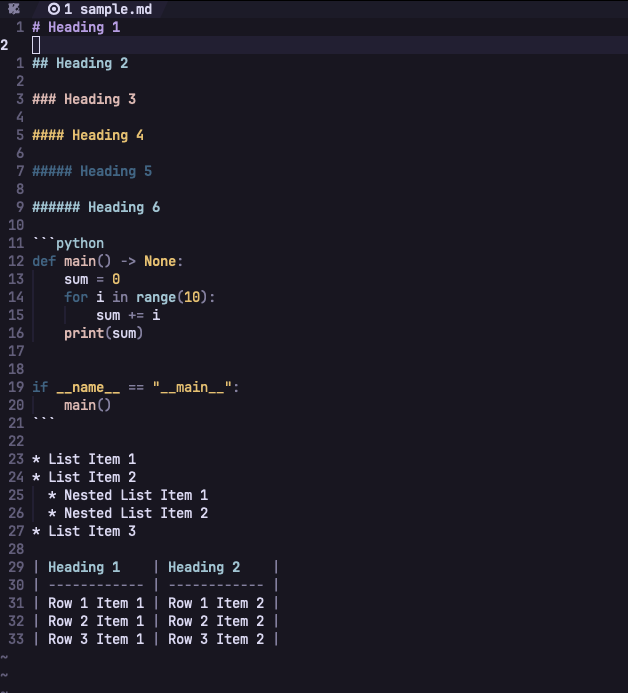 1 sample.md
1 # Heading 1
2
1 ## Heading 2
2
3 ### Heading 3
4
5 #### Heading 4
6
7 ##### Heading 5
8
9 ###### Heading 6
10
11 ```python
12 def main() -> None:
13     sum = 0
14     for i in range(10):
15         sum += i
16     print(sum)
17
18
19 if __name__ == "__main__":
20     main()
21 ```
22
23 * List Item 1
24 * List Item 2
25   * Nested List Item 1
26   * Nested List Item 2
27 * List Item 3
28
29 | Heading 1    | Heading 2    |
30 | ------------ | ------------ |
31 | Row 1 Item 1 | Row 1 Item 2 |
32 | Row 2 Item 1 | Row 2 Item 2 |
33 | Row 3 Item 1 | Row 3 Item 2 |
~
~